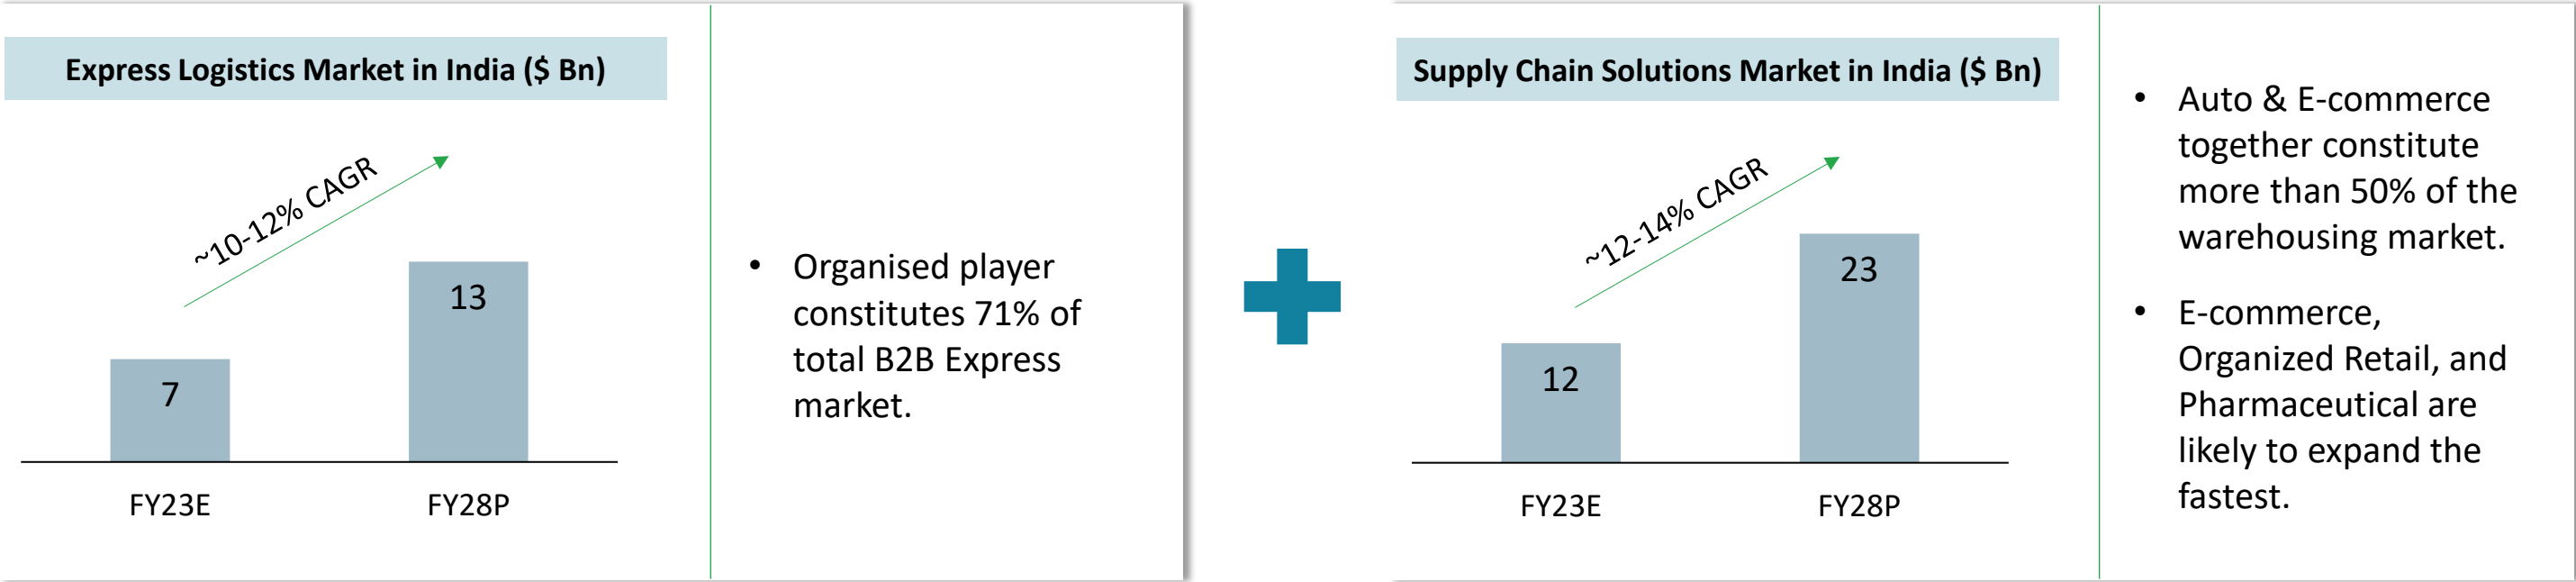 Express Logistics Market in India ($ Bn)
~10-12% CAGR
7
13
FY23E
FY28P
• Organised player
constitutes 71% of
total B2B Express
market.
Supply Chain Solutions Market in India ($ Bn)
~12-14% CAGR
12
23
FY23E
FY28P
• Auto & E-commerce
together constitute
more than 50% of the
warehousing market.
• E-commerce,
Organized Retail, and
Pharmaceutical are
likely to expand the
fastest.